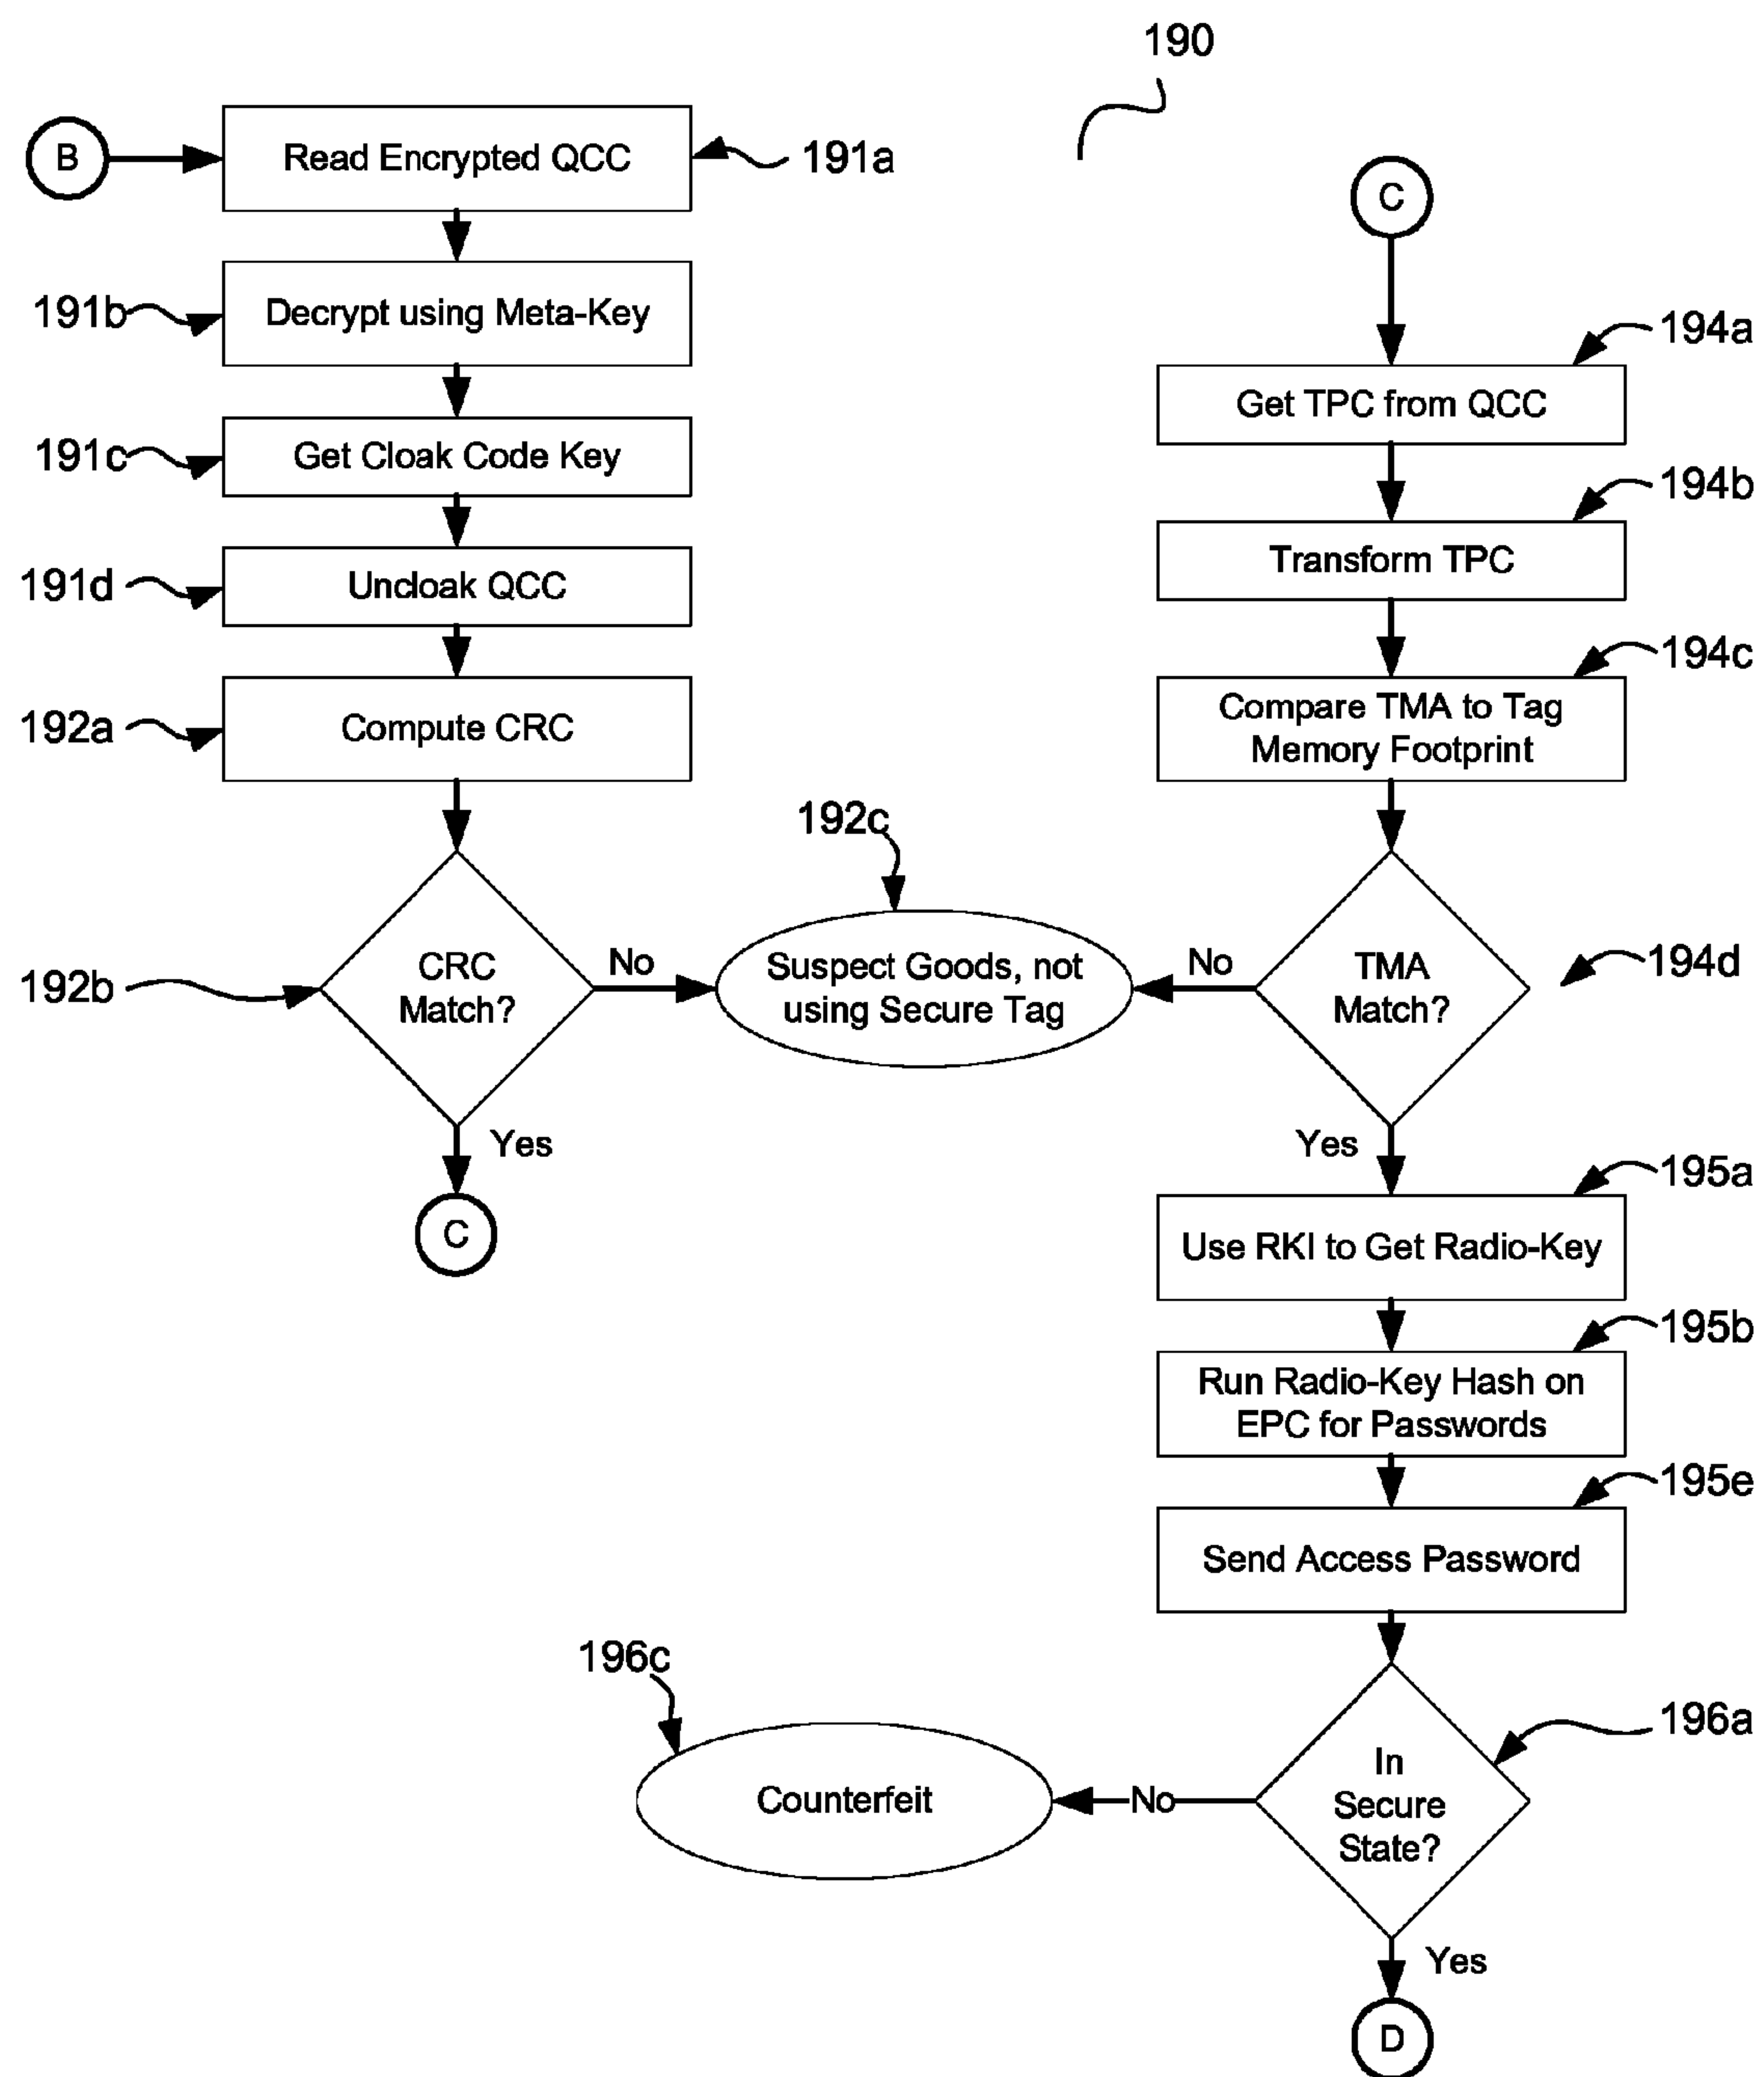 190
B
Read Encrypted QCC
191a
191b
Decrypt using Meta-Key
191c
Get Cloak Code Key
191d
Uncloak QCC
192a
Compute CRC
192b
CRC
Match?
No
Yes
C
192c
Suspect Goods, not
using Secure Tag
C
194a
Get TPC from QCC
194b
Transform TPC
194c
Compare TMA to Tag
Memory Footprint
No
TMA
Match?
194d
Yes
195a
Use RKI to Get Radio-Key
195b
Run Radio-Key Hash on
EPC for Passwords
195e
Send Access Password
196c
Counterfeit
No
In
Secure
State?
196a
Yes
D